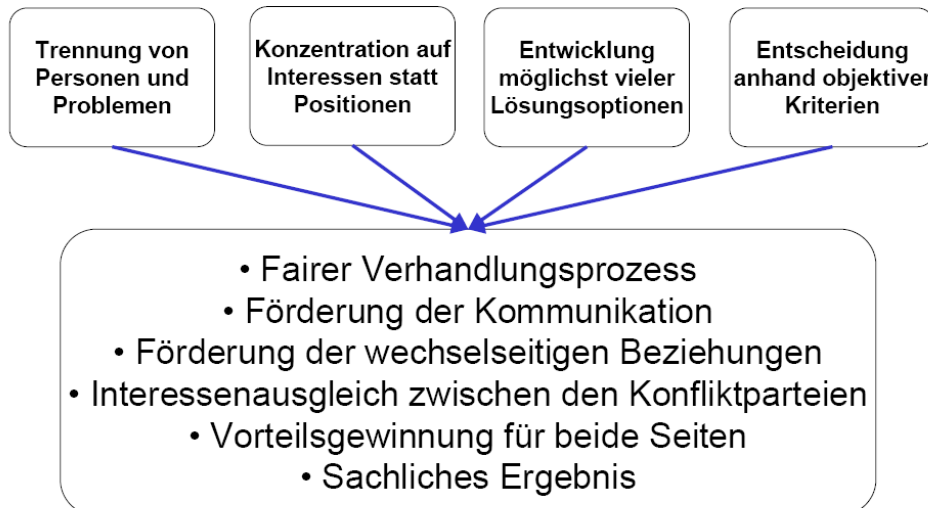 Trennung von
Personen und
Problemen
Konzentration auf
Interessen statt
Positionen
Entwicklung
möglichst vieler
Lösungsoptionen
Entscheidung
anhand objektiver
Kriterien
• Fairer Verhandlungsprozess
• Förderung der Kommunikation
• Förderung der wechselseitigen Beziehungen
• Interessenausgleich zwischen den Konfliktparteien
• Vorteilsgewinnung für beide Seiten
• Sachliches Ergebnis